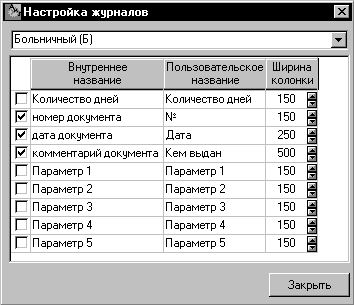 Настройка журналов
Больничный (Б)
Внутреннее название Пользовательское название Ширина колонки
Количество дней Количество дней 150
номер документа № 150
дата документа Дата 250
комментарий документа Кем выдан 500
Параметр 1 Параметр 1 150
Параметр 2 Параметр 2 150
Параметр 3 Параметр 3 150
Параметр 4 Параметр 4 150
Параметр 5 Параметр 5 150
Закрыть